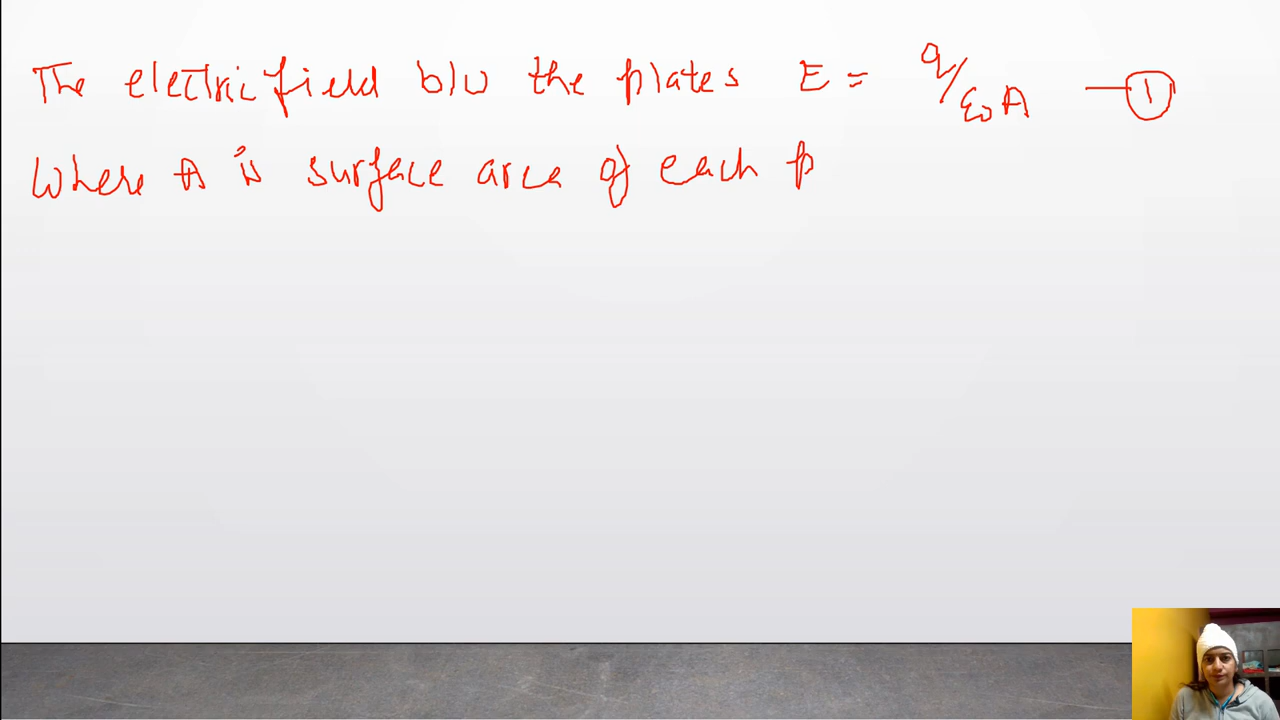 The electric field b/w the plates E = q/ε₀A —①
Where A is surface area of each p